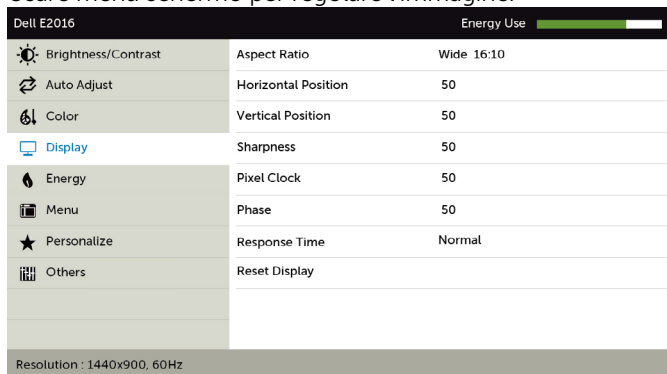 Usare menu schermo per regolare l'immagine.
Dell E2016 Energy Use
Brightness/Contrast Aspect Ratio Wide 16:10
Auto Adjust Horizontal Position 50
Color Vertical Position 50
Display Sharpness 50
Energy Pixel Clock 50
Menu Phase 50
Personalize Response Time Normal
Others Reset Display
Resolution : 1440x900, 60Hz